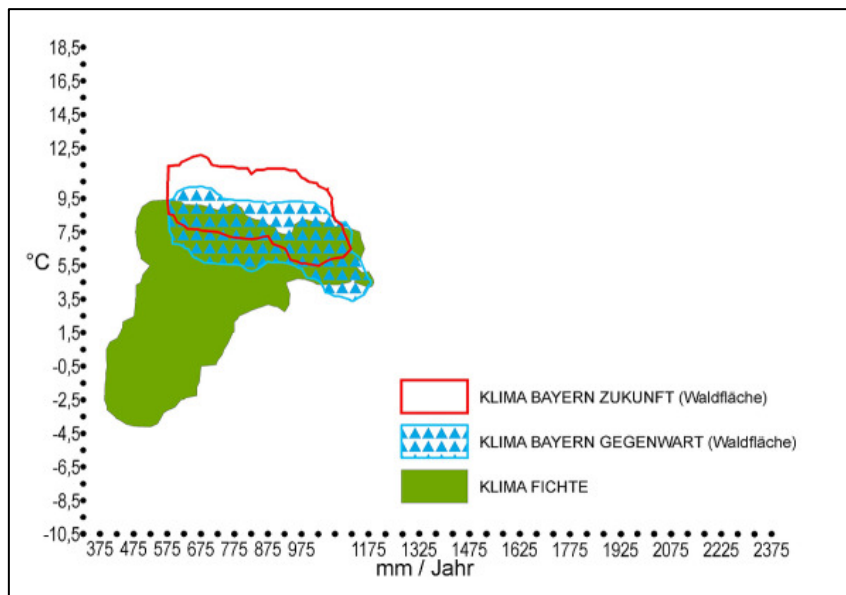 18,5
16,5
14,5
12,5
9,5
7,5
°C
5,5
3,5
1,5
-0,5
-2,5
-4,5
-6,5
-8,5
-10,5
KLIMA BAYERN ZUKUNFT (Waldfläche)
KLIMA BAYERN GEGENWART (Waldfläche)
KLIMA FICHTE
375 475 575 675 775 875 975 1175 1325 1475 1625 1775 1925 2075 2225 2375
mm / Jahr